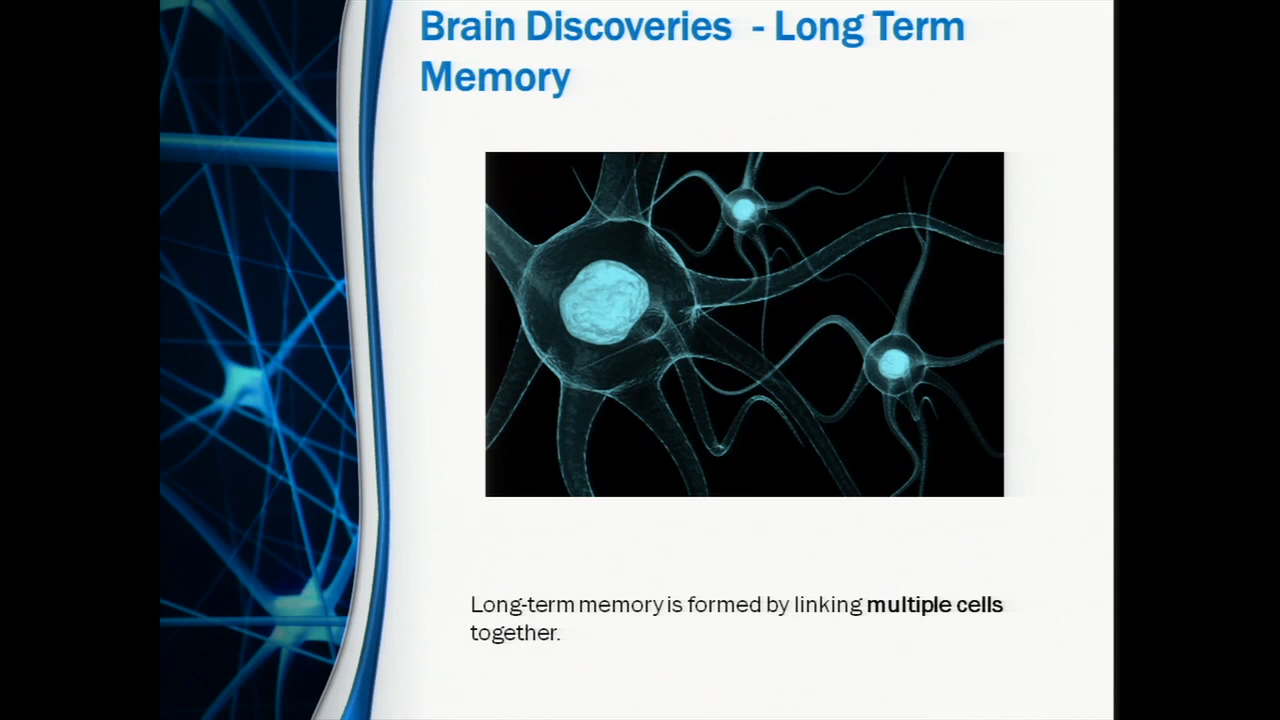 Brain Discoveries - Long Term
Memory
Long-term memory is formed by linking multiple cells
together.